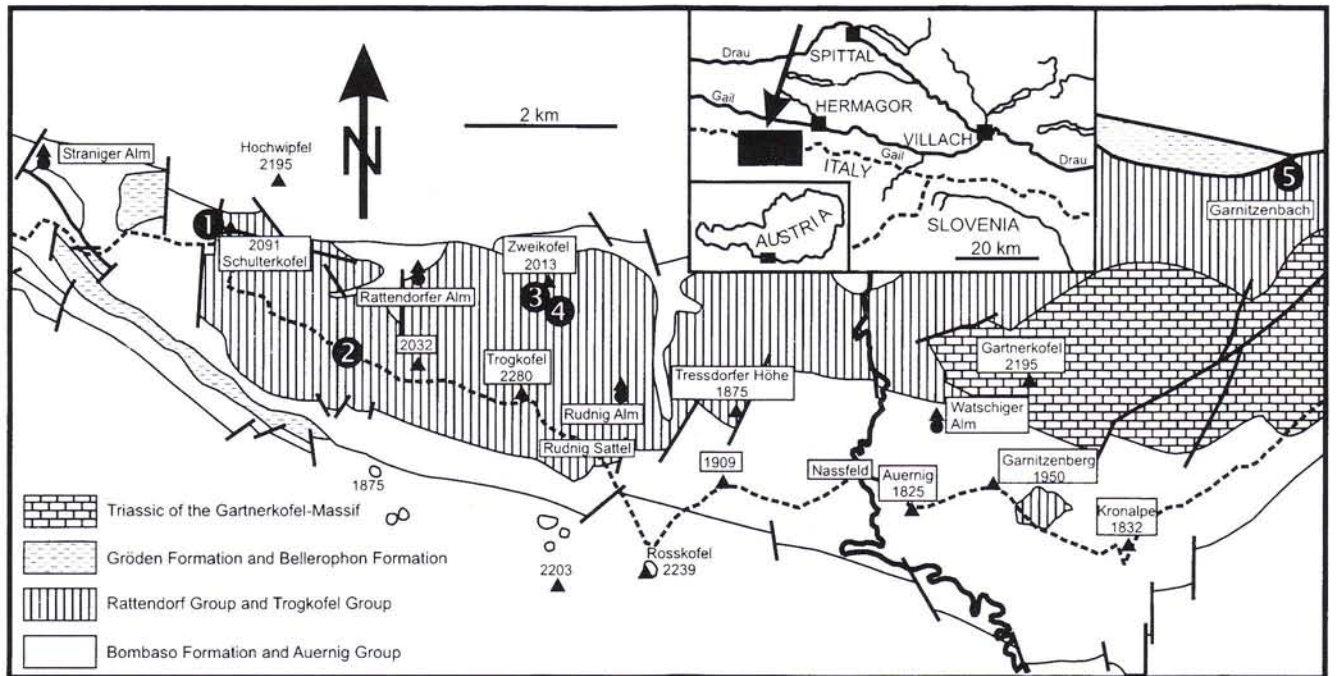 Straniger Alm
Hochwipfel
2195
N
2 km
1
2091
Schulterkofel
Rattendorfer Alm
Zweikofel
2013
3
4
2
2032
Trogkofel
2280
Rudnig Alm
Rudnig Sattel
Tressdorfer Höhe
1875
1909
Nassfeld
1875
2203
Rosskofel
2239
Auernig
1825
Garnitzenberg
1950
Kronalpe
1832
Watschiger
Alm
Gartnerkofel
2195
5
Garnitzenbach
Drau
SPITTAL
Gail
HERMAGOR
VILLACH
Gail
Drau
ITALY
SLOVENIA
AUSTRIA
20 km
Triassic of the Gartnerkofel-Massif
Gröden Formation and Bellerophon Formation
Rattendorf Group and Trogkofel Group
Bombaso Formation and Auernig Group